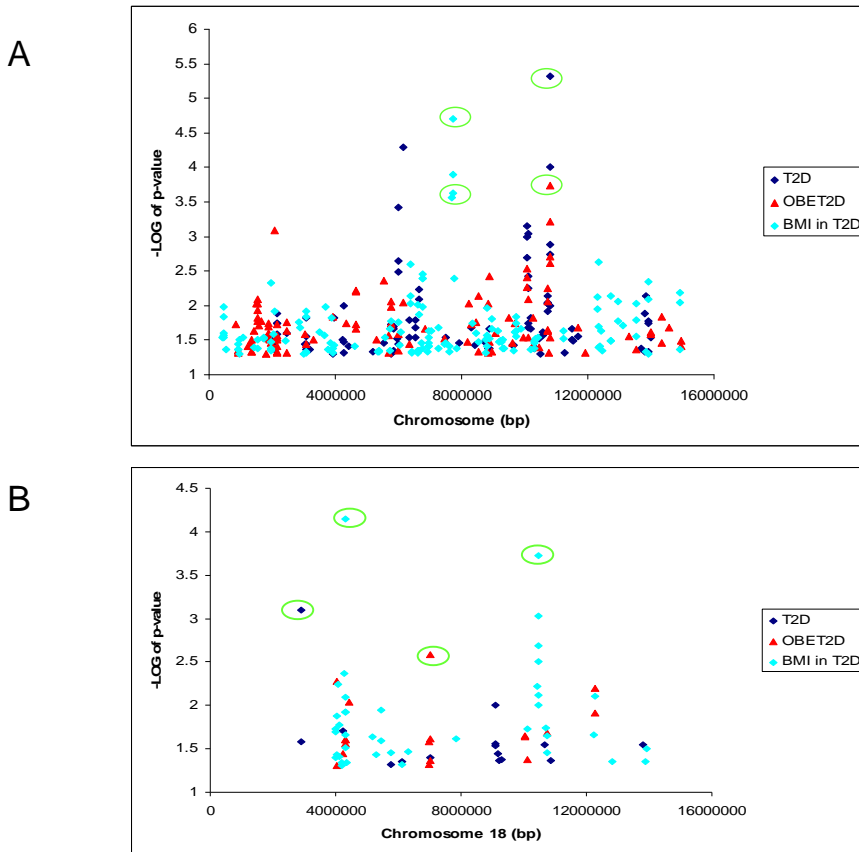 A
6
5.5
5
4.5
4
3.5
3
2.5
2
1.5
1
-LOG of p-value
0 4000000 8000000 12000000 16000000
Chromosome (bp)
T2D
OBET2D
BMI in T2D
B
4.5
4
3.5
3
2.5
2
1.5
1
-LOG of p-value
0 4000000 8000000 12000000 16000000
Chromosome 18 (bp)
T2D
OBET2D
BMI in T2D